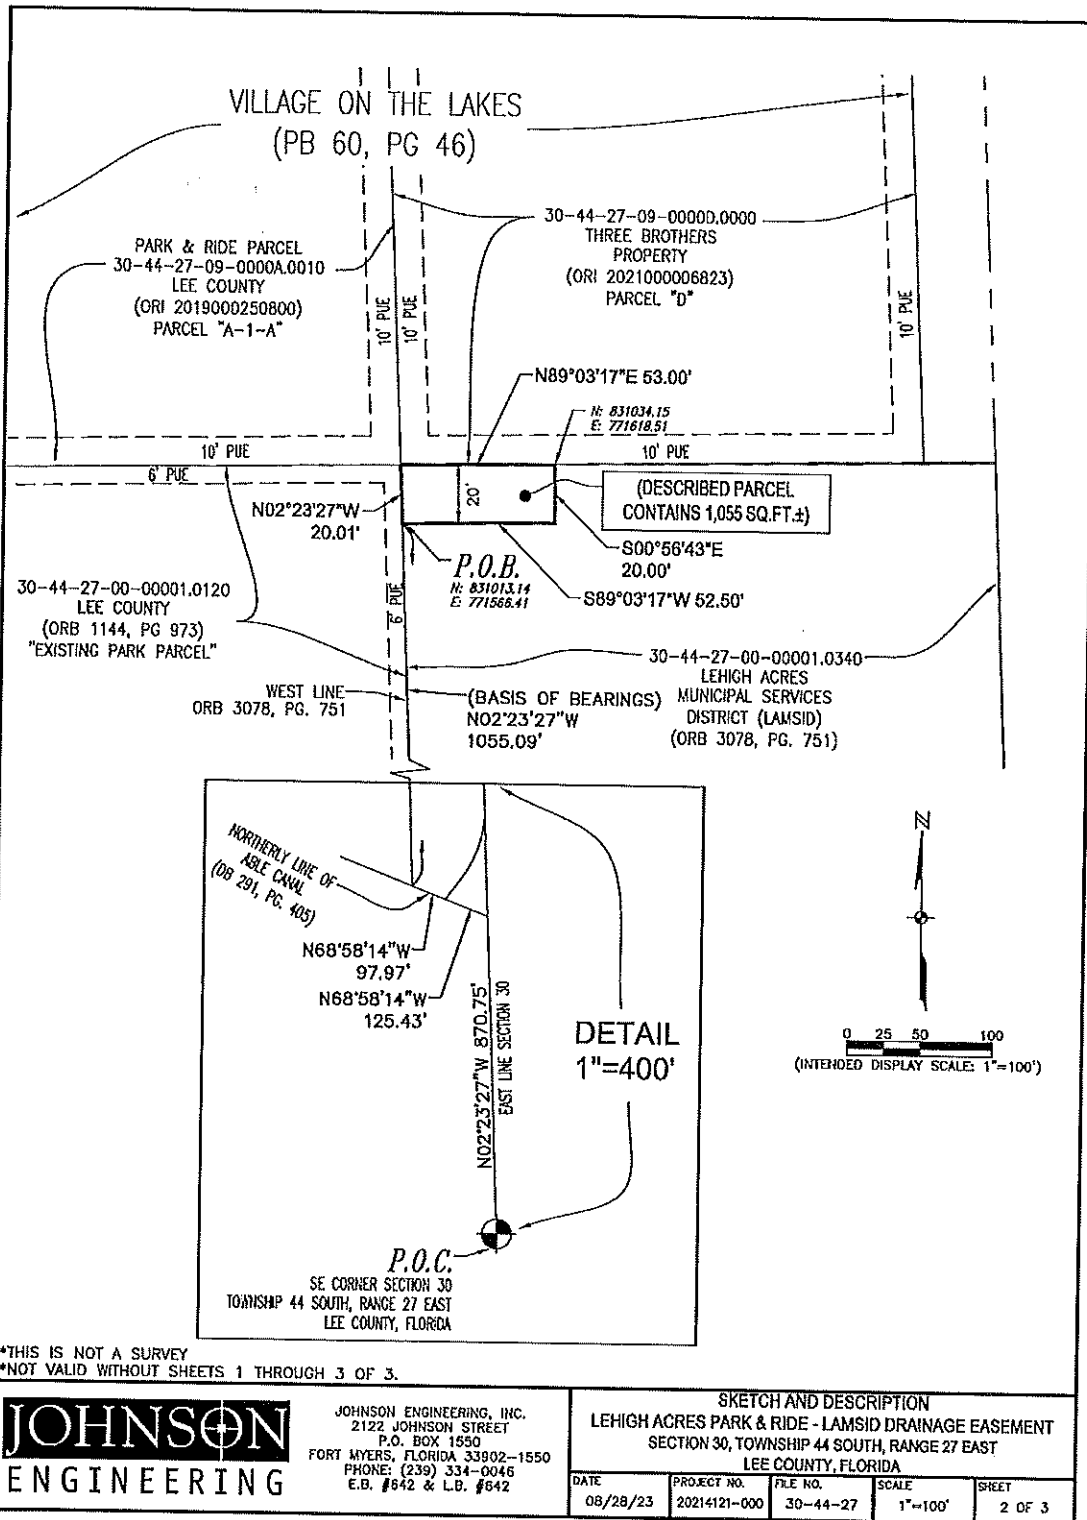 VILLAGE ON THE LAKES
(PB 60, PG 46)
PARK & RIDE PARCEL
30-44-27-09-0000A.0010
LEE COUNTY
(ORI 2019000250800)
PARCEL "A-1-A"
30-44-27-09-0000D.0000
THREE BROTHERS
PROPERTY
(ORI 2021000006823)
PARCEL "D"
10' PUE
10' PUE
10' PUE
N89°03'17"E 53.00'
N: 831034.15
E: 771618.51
10' PUE
10' PUE
6' PUE
N02°23'27"W
20.01'
20'
(DESCRIBED PARCEL
CONTAINS 1,055 SQ.FT.±)
P.O.B.
N: 831013.14
E: 771566.41
S00°56'43"E
20.00'
S89°03'17"W 52.50'
30-44-27-00-00001.0120
LEE COUNTY
(ORB 1144, PG 973)
"EXISTING PARK PARCEL"
6' PUE
WEST LINE
ORB 3078, PG. 751
(BASIS OF BEARINGS)
N02°23'27"W
1055.09'
30-44-27-00-00001.0340
LEHIGH ACRES
MUNICIPAL SERVICES
DISTRICT (LAMSID)
(ORB 3078, PG. 751)
NORTHERLY LINE OF
ABLE CANAL
(DB 291, PG. 405)
N68°58'14"W
97.97'
N68°58'14"W
125.43'
N02°23'27"W 870.75'
EAST LINE SECTION 30
DETAIL
1"=400'
P.O.C.
SE CORNER SECTION 30
TOWNSHIP 44 SOUTH, RANGE 27 EAST
LEE COUNTY, FLORIDA
N
0 25 50 100
(INTENDED DISPLAY SCALE: 1"=100')
*THIS IS NOT A SURVEY
*NOT VALID WITHOUT SHEETS 1 THROUGH 3 OF 3.
JOHNSON
ENGINEERING
JOHNSON ENGINEERING, INC.
2122 JOHNSON STREET
P.O. BOX 1550
FORT MYERS, FLORIDA 33902-1550
PHONE: (239) 334-0046
E.B. #642 & L.B. #642
SKETCH AND DESCRIPTION
LEHIGH ACRES PARK & RIDE - LAMSID DRAINAGE EASEMENT
SECTION 30, TOWNSHIP 44 SOUTH, RANGE 27 EAST
LEE COUNTY, FLORIDA
DATE
08/28/23
PROJECT NO.
20214121-000
FILE NO.
30-44-27
SCALE
1"=100'
SHEET
2 OF 3